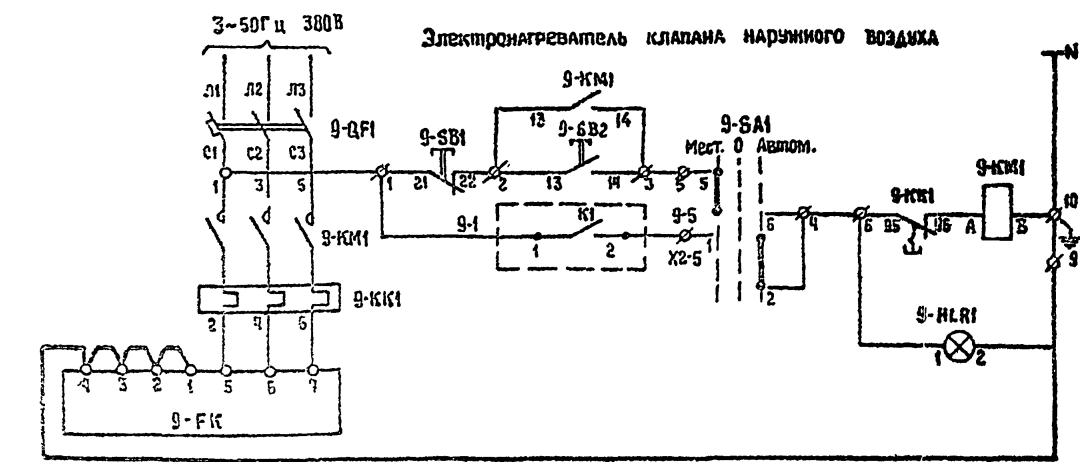 3~50Гц 380В
Электронагреватель клапана наружного воздуха
N
Л1 Л2 Л3
9-КМ1
13 14
9-QF1 9-SB1 9-SB2 9-SA1
Мест. 0 Автом.
С1 С2 С3
1 3 5
1 21 22 2 13 14 3 5 5
9-КМ1
9-КК1
6 4 6 95 96 А В 10
9-1 К1 9-5
1 2 Х2-5 1
9
9-КМ1
2
9-КК1
2 4 6
9-HLR1
1 2
4 3 2 1 5 6 7
9-ЕК